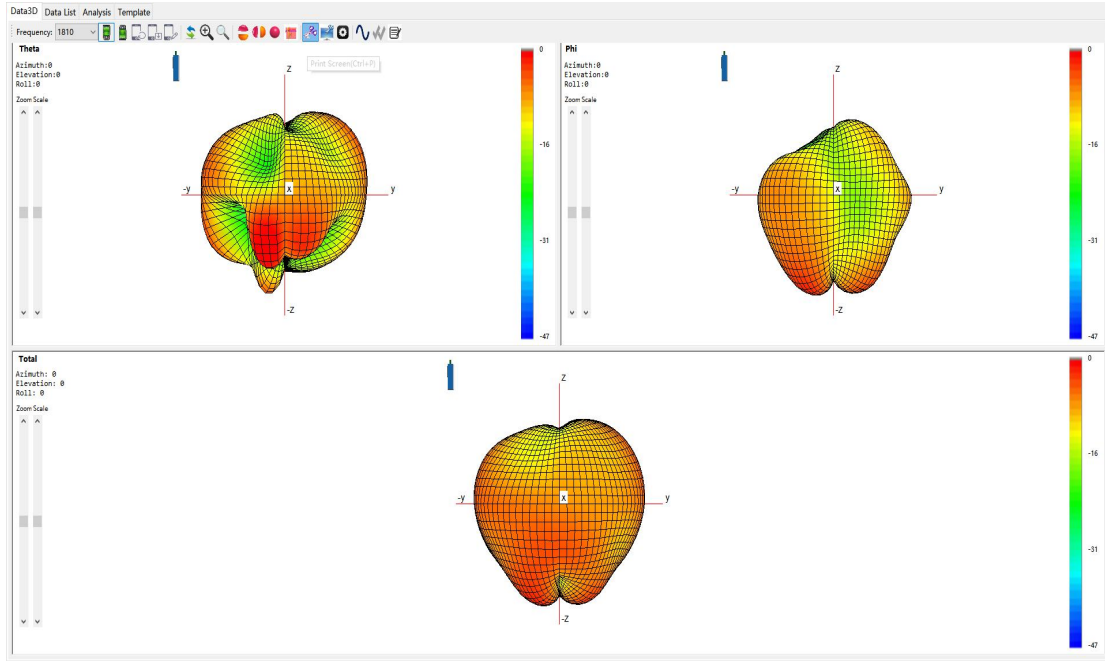 Data3D Data List Analysis Template
Frequency: 1810
Print Screen(Ctrl+P)
Theta
Azimuth:0
Elevation:0
Roll:0
Zoom Scale
Z
-y
X
y
-Z
0
-16
-31
-47
Phi
Azimuth:0
Elevation:0
Roll:0
Zoom Scale
Z
-y
X
y
-Z
0
-16
-31
-47
Total
Azimuth: 0
Elevation: 0
Roll: 0
Zoom Scale
Z
-y
X
y
-Z
0
-16
-31
-47